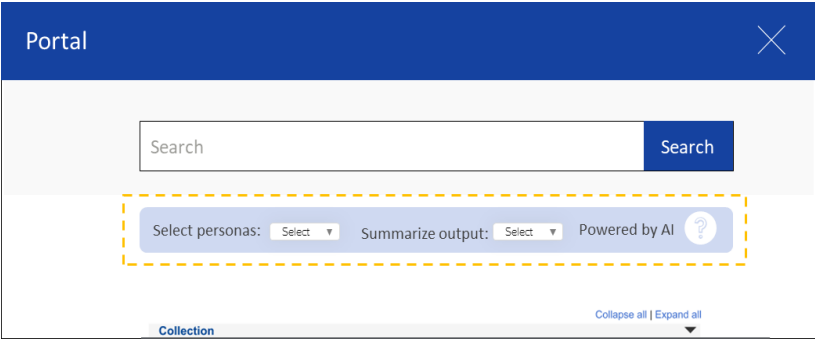 Portal
Search Search
Select personas: Select ▼ Summarize output: Select ▼ Powered by AI ?
Collapse all | Expand all
Collection